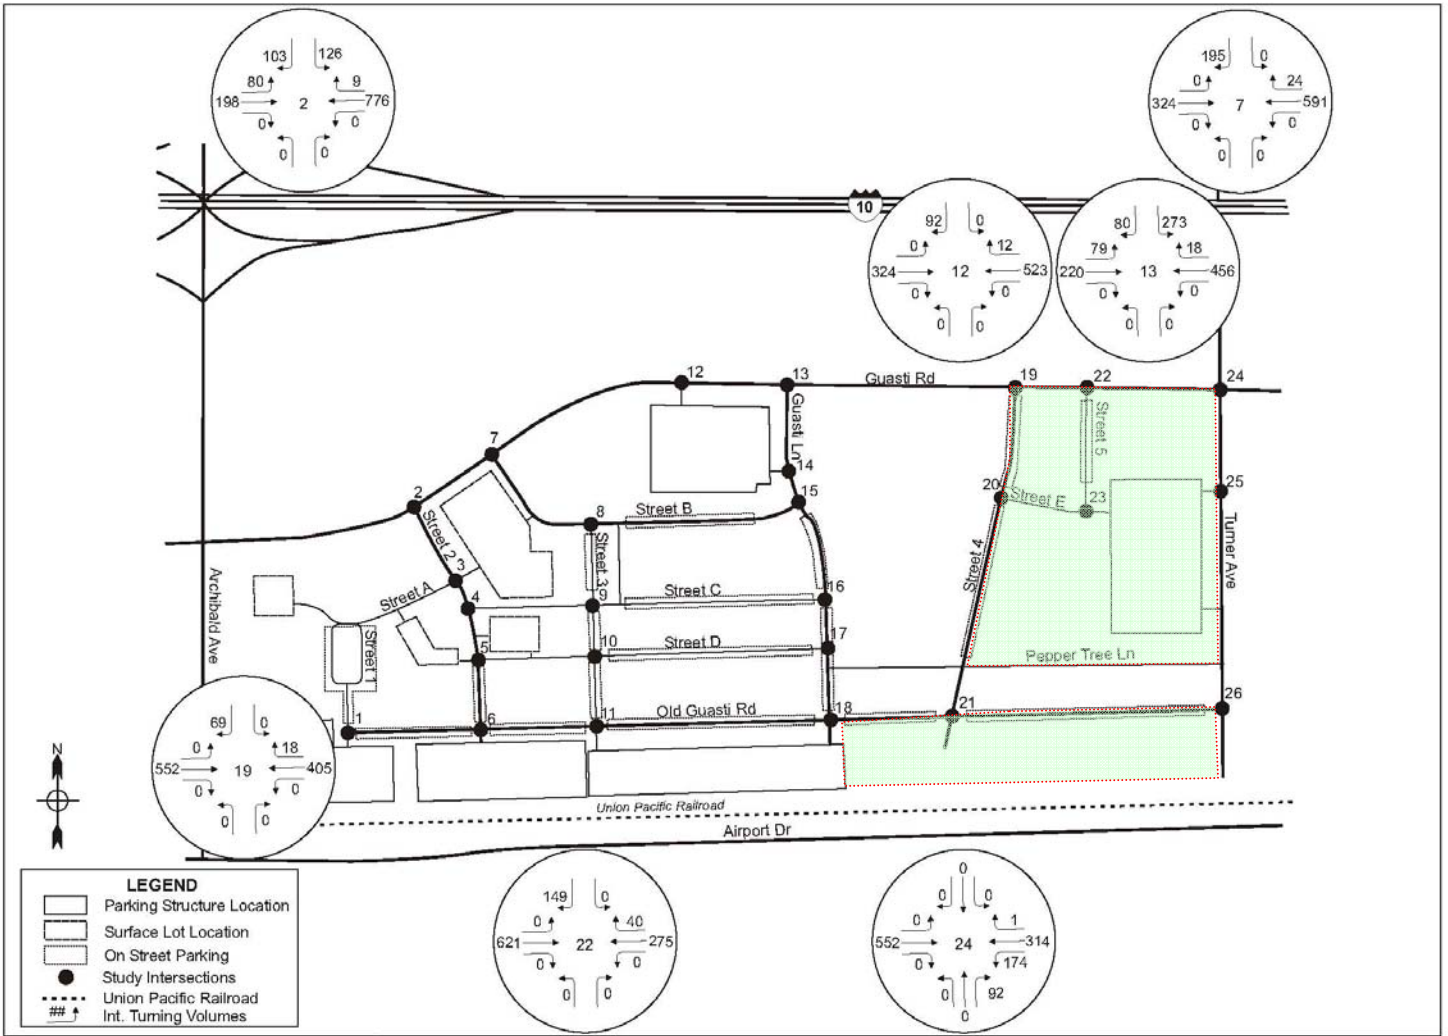 103 126
80 9
198 2 776
0 0
0 0
195 0
0 24
324 7 591
0 0
0 0
10
92 0
0 12
324 12 523
0 0
0 0
80 273
79 18
220 13 456
0 0
0 0
12
13
Guasti Rd
19
22
24
Guasti Ln
Street 5
7
14
2
15
20
Street E
23
25
8
Street B
Street 2
Street 3
Street 4
Turner Ave
3
Street A
4
9
Street C
16
Archibald Ave
Street 1
5
10
Street D
17
Pepper Tree Ln
1
6
11
Old Guasti Rd
18
21
26
69 0
0 18
552 19 405
0 0
0 0
N
Union Pacific Railroad
Airport Dr
LEGEND
Parking Structure Location
Surface Lot Location
On Street Parking
Study Intersections
Union Pacific Railroad
## Int. Turning Volumes
149 0
0 40
621 22 275
0 0
0 0
0
0 0
0 1
552 24 314
0 174
0 92
0